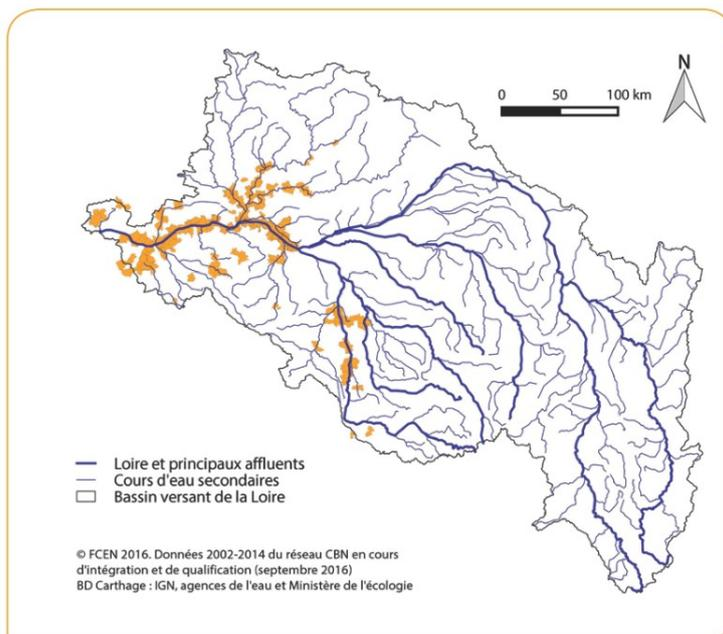 N
0 50 100 km
Loire et principaux affluents
Cours d'eau secondaires
Bassin versant de la Loire
© FCEN 2016. Données 2002-2014 du réseau CBN en cours
d'intégration et de qualification (septembre 2016)
BD Carthage : IGN, agences de l'eau et Ministère de l'écologie